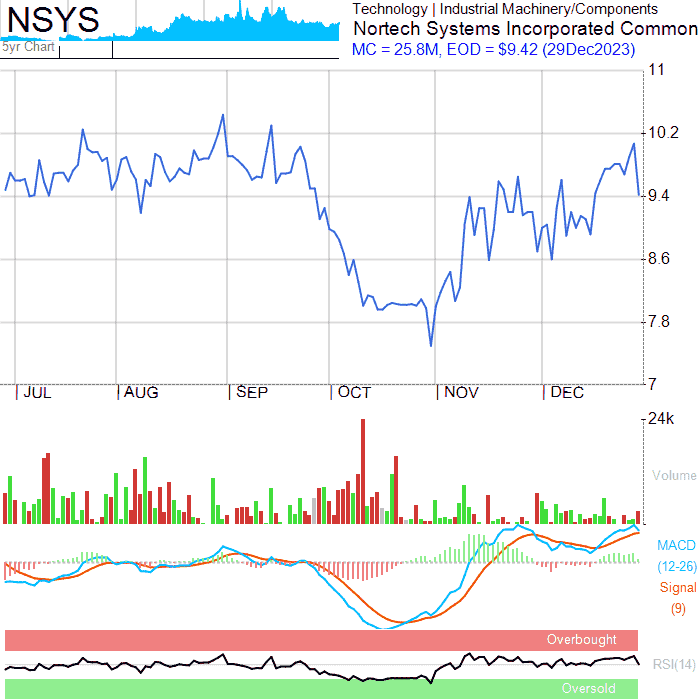 NSYS
5yr Chart
Technology | Industrial Machinery/Components
Nortech Systems Incorporated Common
MC = 25.8M, EOD = $9.42 (29Dec2023)
11
10.2
9.4
8.6
7.8
7
JUL AUG SEP OCT NOV DEC
24k
Volume
MACD
(12-26)
Signal
(9)
Overbought
RSI(14)
Oversold